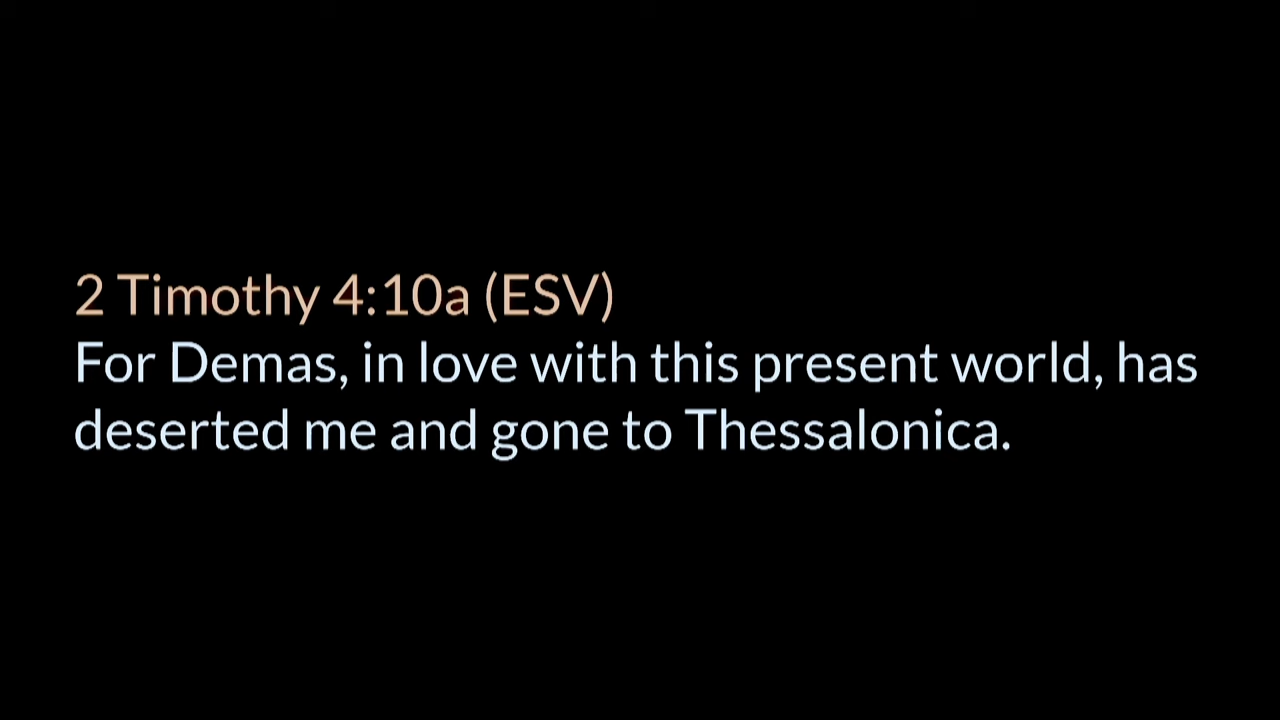 2 Timothy 4:10a (ESV)
For Demas, in love with this present world, has
deserted me and gone to Thessalonica.